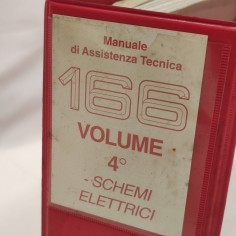 Manuale
di Assistenza Tecnica
166
VOLUME
4°
- SCHEMI
ELETTRICI